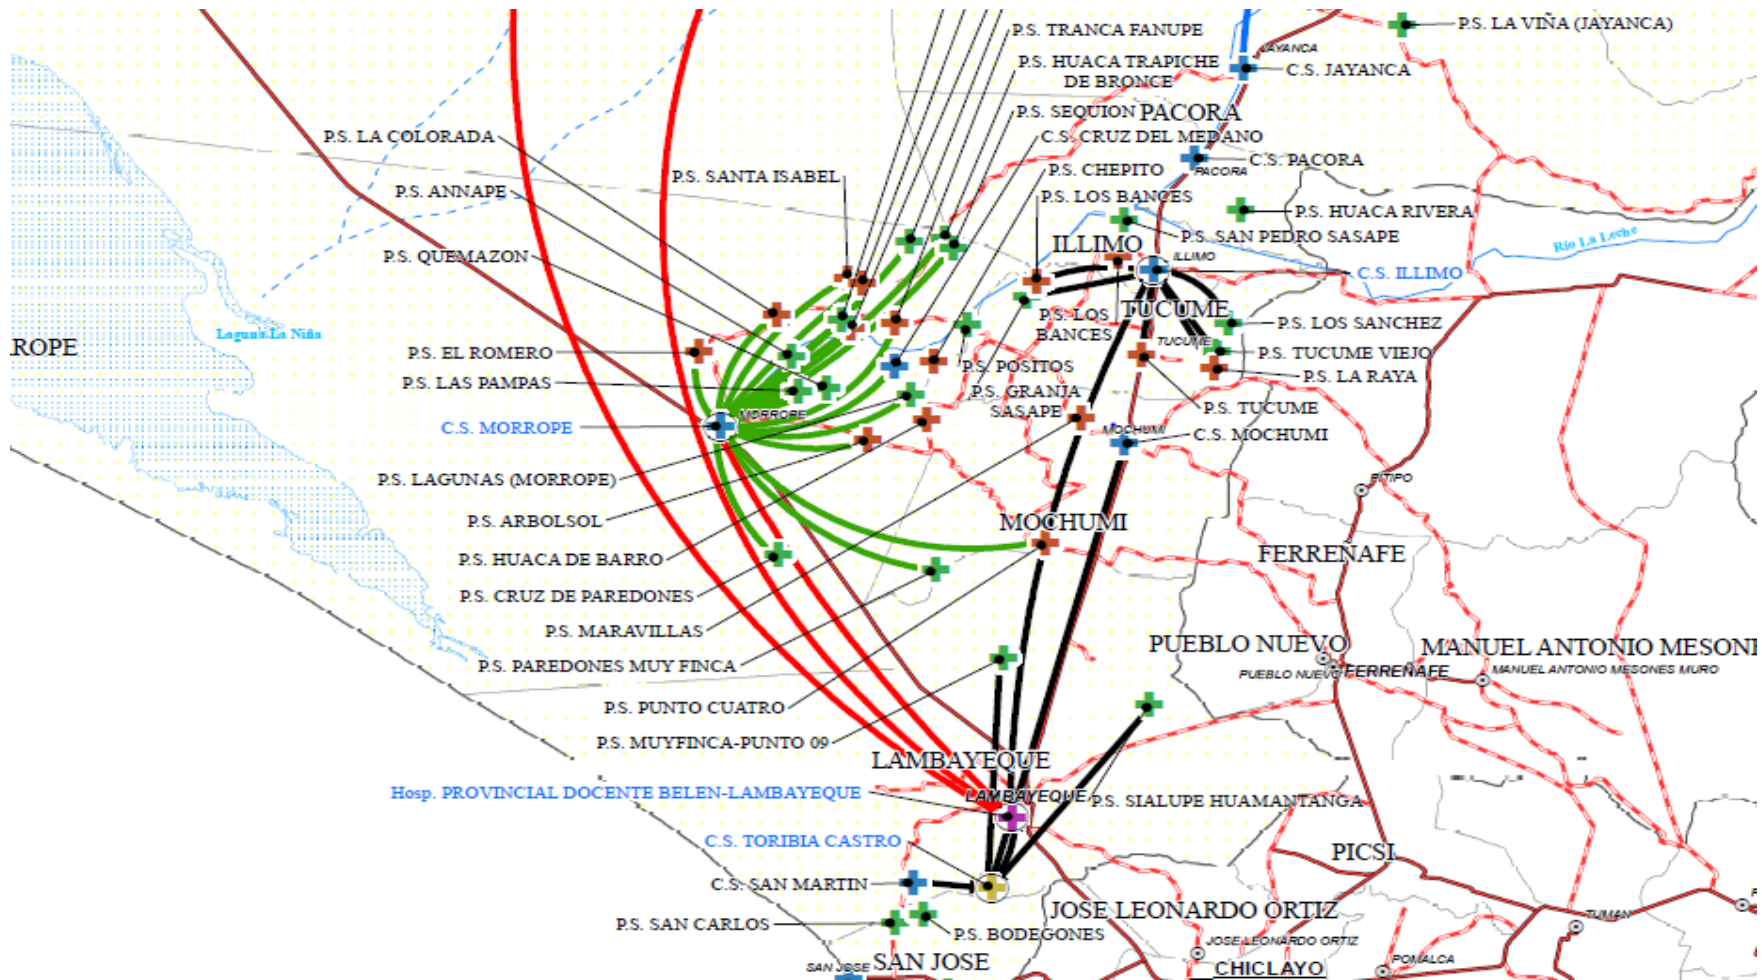 P.S. LA VIÑA (JAYANCA)
P.S. TRANCA FANUPE
JAYANCA
P.S. HUACA TRAPICHE
DE BRONCE
C.S. JAYANCA
P.S. SEQUION
PACORA
P.S. LA COLORADA
C.S. CRUZ DEL MEDANO
C.S. PACORA
PACORA
P.S. SANTA ISABEL
P.S. CHEPITO
P.S. ANNAPE
P.S. LOS BANCES
P.S. HUACA RIVERA
P.S. SAN PEDRO SASAPE
Río La Leche
ILLIMO
ILLIMO
P.S. QUEMAZON
C.S. ILLIMO
TUCUME
P.S. LOS
BANCES
P.S. LOS SANCHEZ
Laguna La Niña
TUCUME
ROPE
P.S. EL ROMERO
P.S. TUCUME VIEJO
P.S. POSITOS
P.S. LA RAYA
P.S. LAS PAMPAS
P.S. GRANJA
SASAPE
P.S. TUCUME
MORROPE
C.S. MORROPE
MOCHUMI
C.S. MOCHUMI
P.S. LAGUNAS (MORROPE)
PITIPO
P.S. ARBOLSOL
MOCHUMI
P.S. HUACA DE BARRO
FERRENAFE
P.S. CRUZ DE PAREDONES
P.S. MARAVILLAS
PUEBLO NUEVO
MANUEL ANTONIO MESONE
P.S. PAREDONES MUY FINCA
PUEBLO NUEVO
FERREÑAFE
MANUEL ANTONIO MESONES MURO
P.S. PUNTO CUATRO
P.S. MUYFINCA-PUNTO 09
LAMBAYEQUE
Hosp. PROVINCIAL DOCENTE BELEN-LAMBAYEQUE
LAMBAYEQUE
P.S. SIALUPE HUAMANTANGA
C.S. TORIBIA CASTRO
PICSI
C.S. SAN MARTIN
JOSE LEONARDO ORTIZ
P.S. SAN CARLOS
P.S. BODEGONES
TUMAN
JOSE LEONARDO ORTIZ
SAN JOSE
SAN JOSE
CHICLAYO
POMALCA